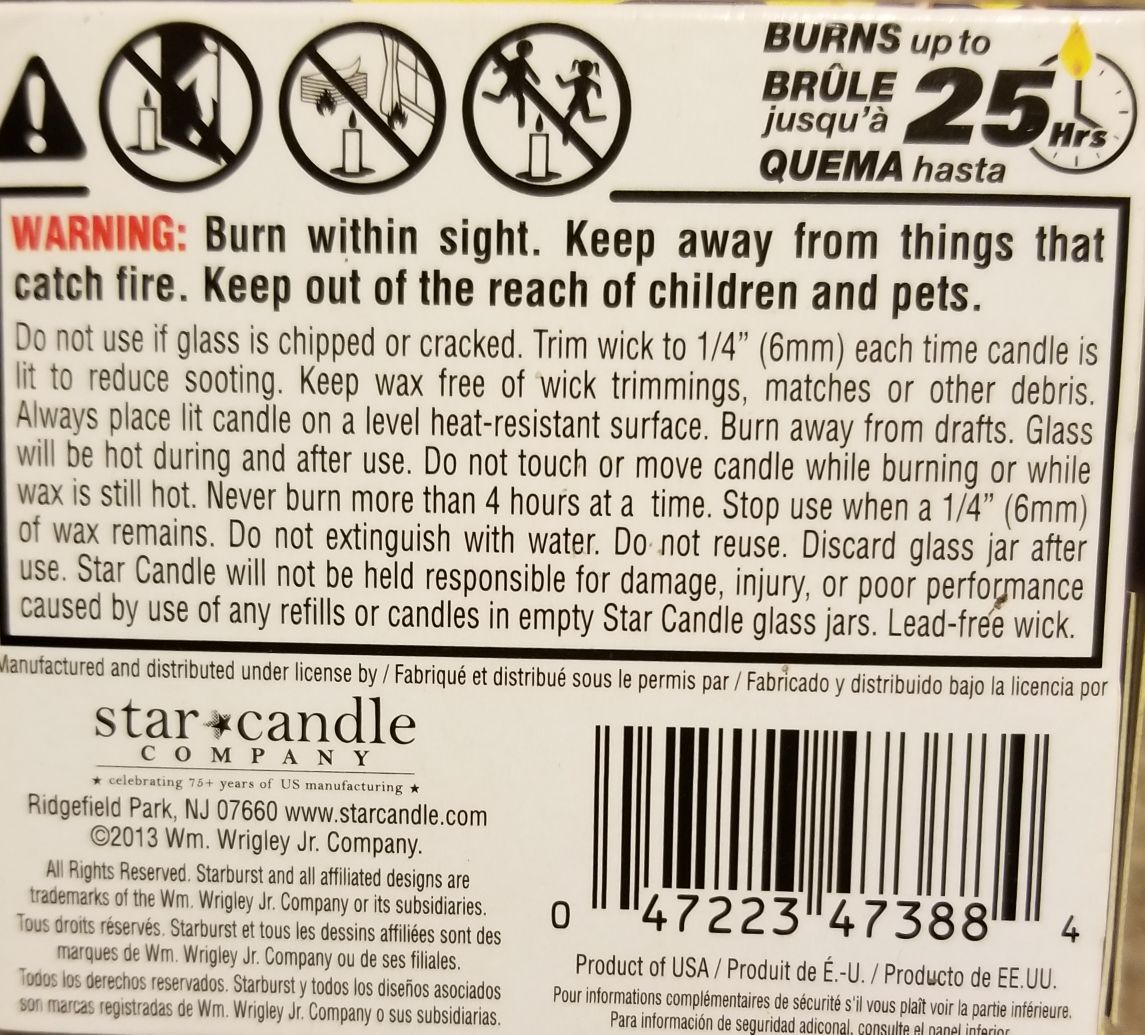 BURNS up to
BRÛLE
jusqu'à
25 Hrs
QUEMA hasta
WARNING: Burn within sight. Keep away from things that
catch fire. Keep out of the reach of children and pets.
Do not use if glass is chipped or cracked. Trim wick to 1/4” (6mm) each time candle is
lit to reduce sooting. Keep wax free of wick trimmings, matches or other debris.
Always place lit candle on a level heat-resistant surface. Burn away from drafts. Glass
will be hot during and after use. Do not touch or move candle while burning or while
wax is still hot. Never burn more than 4 hours at a time. Stop use when a 1/4” (6mm)
of wax remains. Do not extinguish with water. Do not reuse. Discard glass jar after
use. Star Candle will not be held responsible for damage, injury, or poor performance
caused by use of any refills or candles in empty Star Candle glass jars. Lead-free wick.
Manufactured and distributed under license by / Fabriqué et distribué sous le permis par / Fabricado y distribuido bajo la licencia por
star★candle
COMPANY
★ celebrating 75+ years of US manufacturing ★
Ridgefield Park, NJ 07660 www.starcandle.com
©2013 Wm. Wrigley Jr. Company.
All Rights Reserved. Starburst and all affiliated designs are
trademarks of the Wm. Wrigley Jr. Company or its subsidiaries.
Tous droits réservés. Starburst et tous les dessins affiliées sont des
marques de Wm. Wrigley Jr. Company ou de ses filiales.
Todos los derechos reservados. Starburst y todos los diseños asociados
son marcas registradas de Wm. Wrigley Jr. Company o sus subsidiarias.
0 47223 47388 4
Product of USA / Produit de É.-U. / Producto de EE.UU.
Pour informations complémentaires de sécurité s'il vous plaît voir la partie inférieure.
Para información de seguridad adiconal, consulte el panel inferior